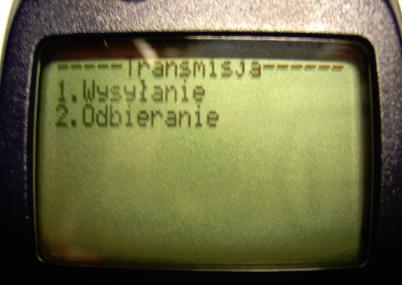 -----Transmisja------
1.Wysyłanie
2.Odbieranie